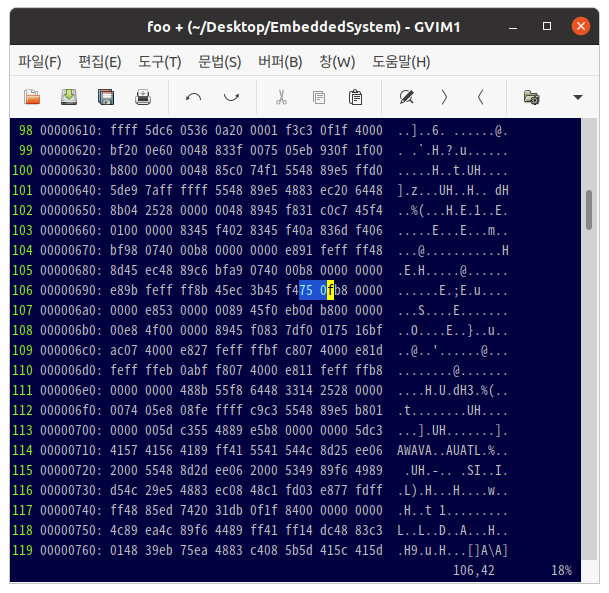 foo + (~/Desktop/EmbeddedSystem) - GVIM1
파일(F) 편집(E) 도구(T) 문법(S) 버퍼(B) 창(W) 도움말(H)
98 00000610: ffff 5dc6 0536 0a20 0001 f3c3 0f1f 4000 ..]..6. ......@.
99 00000620: bf20 0e60 0048 833f 0075 05eb 930f 1f00 . .`.H.?.u......
100 00000630: b800 0000 0048 85c0 74f1 5548 89e5 ffd0 .....H..t.UH....
101 00000640: 5de9 7aff ffff 5548 89e5 4883 ec20 6448 ].z...UH..H.. dH
102 00000650: 8b04 2528 0000 0048 8945 f831 c0c7 45f4 ..%(...H.E.1..E.
103 00000660: 0100 0000 8345 f402 8345 f40a 836d f406 .....E...E...m..
104 00000670: bf98 0740 00b8 0000 0000 e891 feff ff48 ...@...........H
105 00000680: 8d45 ec48 89c6 bfa9 0740 00b8 0000 0000 .E.H.....@......
106 00000690: e89b feff ff8b 45ec 3b45 f475 0fb8 0000 ......E.;E.u....
107 000006a0: 0000 e853 0000 0089 45f0 eb0d b800 0000 ...S....E.......
108 000006b0: 00e8 4f00 0000 8945 f083 7df0 0175 16bf ..O....E..}..u..
109 000006c0: ac07 4000 e827 feff ffbf c807 4000 e81d ..@..'......@...
110 000006d0: feff ffeb 0abf f807 4000 e811 feff ffb8 ........@.......
111 000006e0: 0000 0000 488b 55f8 6448 3314 2528 0000 ....H.U.dH3.%(..
112 000006f0: 0074 05e8 08fe ffff c9c3 5548 89e5 b801 .t........UH....
113 00000700: 0000 005d c355 4889 e5b8 0000 0000 5dc3 ...].UH.......].
114 00000710: 4157 4156 4189 ff41 5541 544c 8d25 ee06 AWAVA..AUATL.%..
115 00000720: 2000 5548 8d2d ee06 2000 5349 89f6 4989 .UH.-.. .SI..I.
116 00000730: d54c 29e5 4883 ec08 48c1 fd03 e877 fdff .L).H...H....w..
117 00000740: ff48 85ed 7420 31db 0f1f 8400 0000 0000 .H..t 1.........
118 00000750: 4c89 ea4c 89f6 4489 ff41 ff14 dc48 83c3 L..L..D..A...H..
119 00000760: 0148 39eb 75ea 4883 c408 5b5d 415c 415d .H9.u.H...[]A\A]
106,42 18%